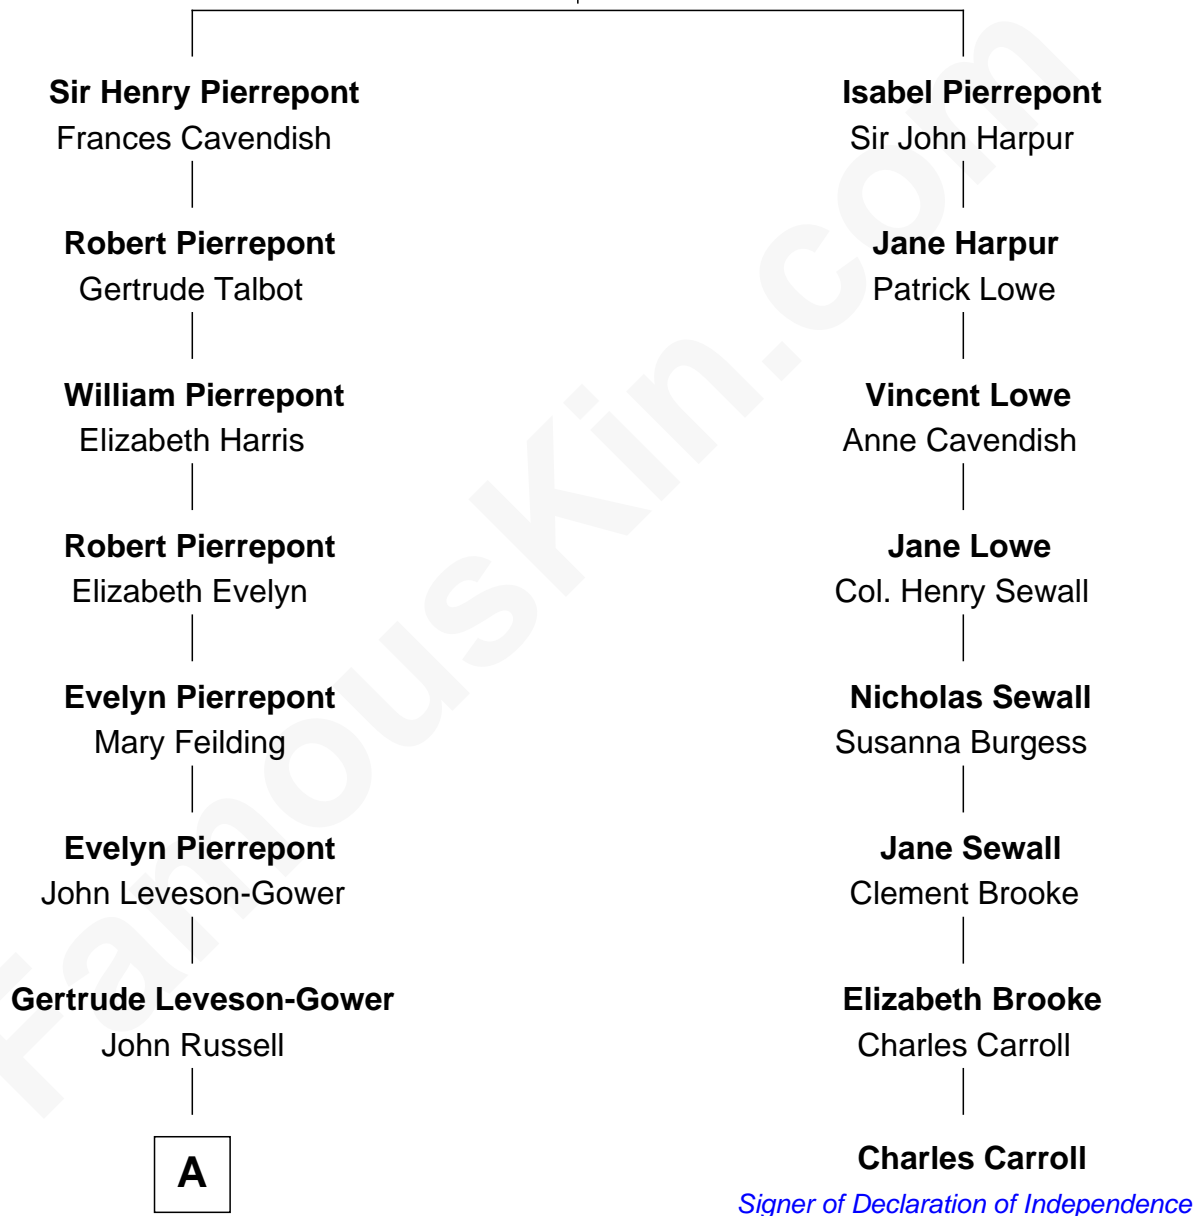 Sir Henry Pierrepont
Frances Cavendish
Robert Pierrepont
Gertrude Talbot
William Pierrepont
Elizabeth Harris
Robert Pierrepont
Elizabeth Evelyn
Evelyn Pierrepont
Mary Feilding
Evelyn Pierrepont
John Leveson-Gower
Gertrude Leveson-Gower
John Russell
A
Isabel Pierrepont
Sir John Harpur
Jane Harpur
Patrick Lowe
Vincent Lowe
Anne Cavendish
Jane Lowe
Col. Henry Sewall
Nicholas Sewall
Susanna Burgess
Jane Sewall
Clement Brooke
Elizabeth Brooke
Charles Carroll
Charles Carroll
Signer of Declaration of Independence
FamousKin.com